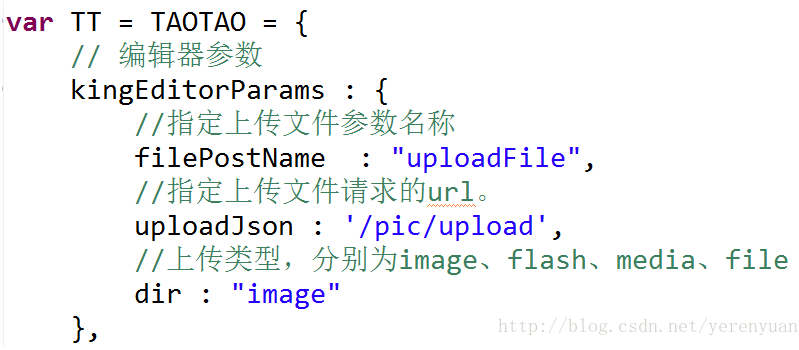 var TT = TAOTAO = {
// 编辑器参数
kingEditorParams : {
//指定上传文件参数名称
filePostName  : "uploadFile",
//指定上传文件请求的url。
uploadJson : '/pic/upload',
//上传类型，分别为image、flash、media、file
dir : "image"
},
http://blog.csdn.net/yerenyuan